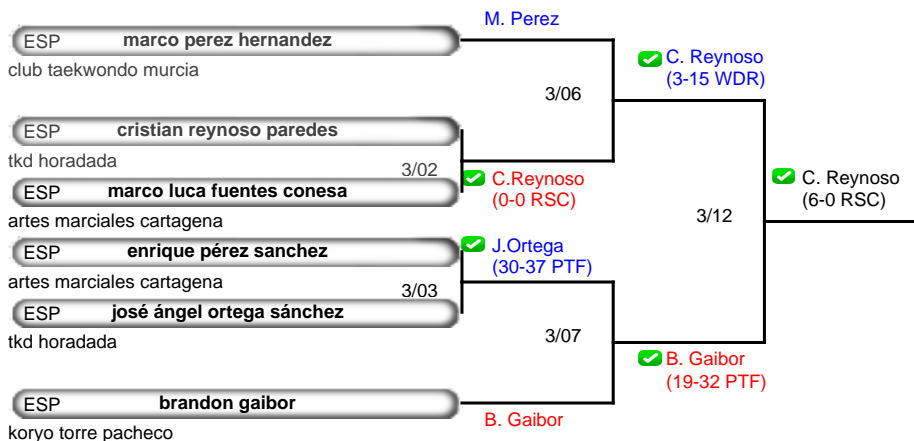 M. Perez
ESP marco perez hernandez
club taekwondo murcia
C. Reynoso
(3-15 WDR)
3/06
ESP cristian reynoso paredes
tkd horadada
3/02
C.Reynoso
(0-0 RSC)
ESP marco luca fuentes conesa
artes marciales cartagena
C. Reynoso
(6-0 RSC)
3/12
ESP enrique pérez sanchez
artes marciales cartagena
J.Ortega
(30-37 PTF)
3/03
ESP josé ángel ortega sánchez
tkd horadada
3/07
B. Gaibor
(19-32 PTF)
ESP brandon gaibor
B. Gaibor
koryo torre pacheco